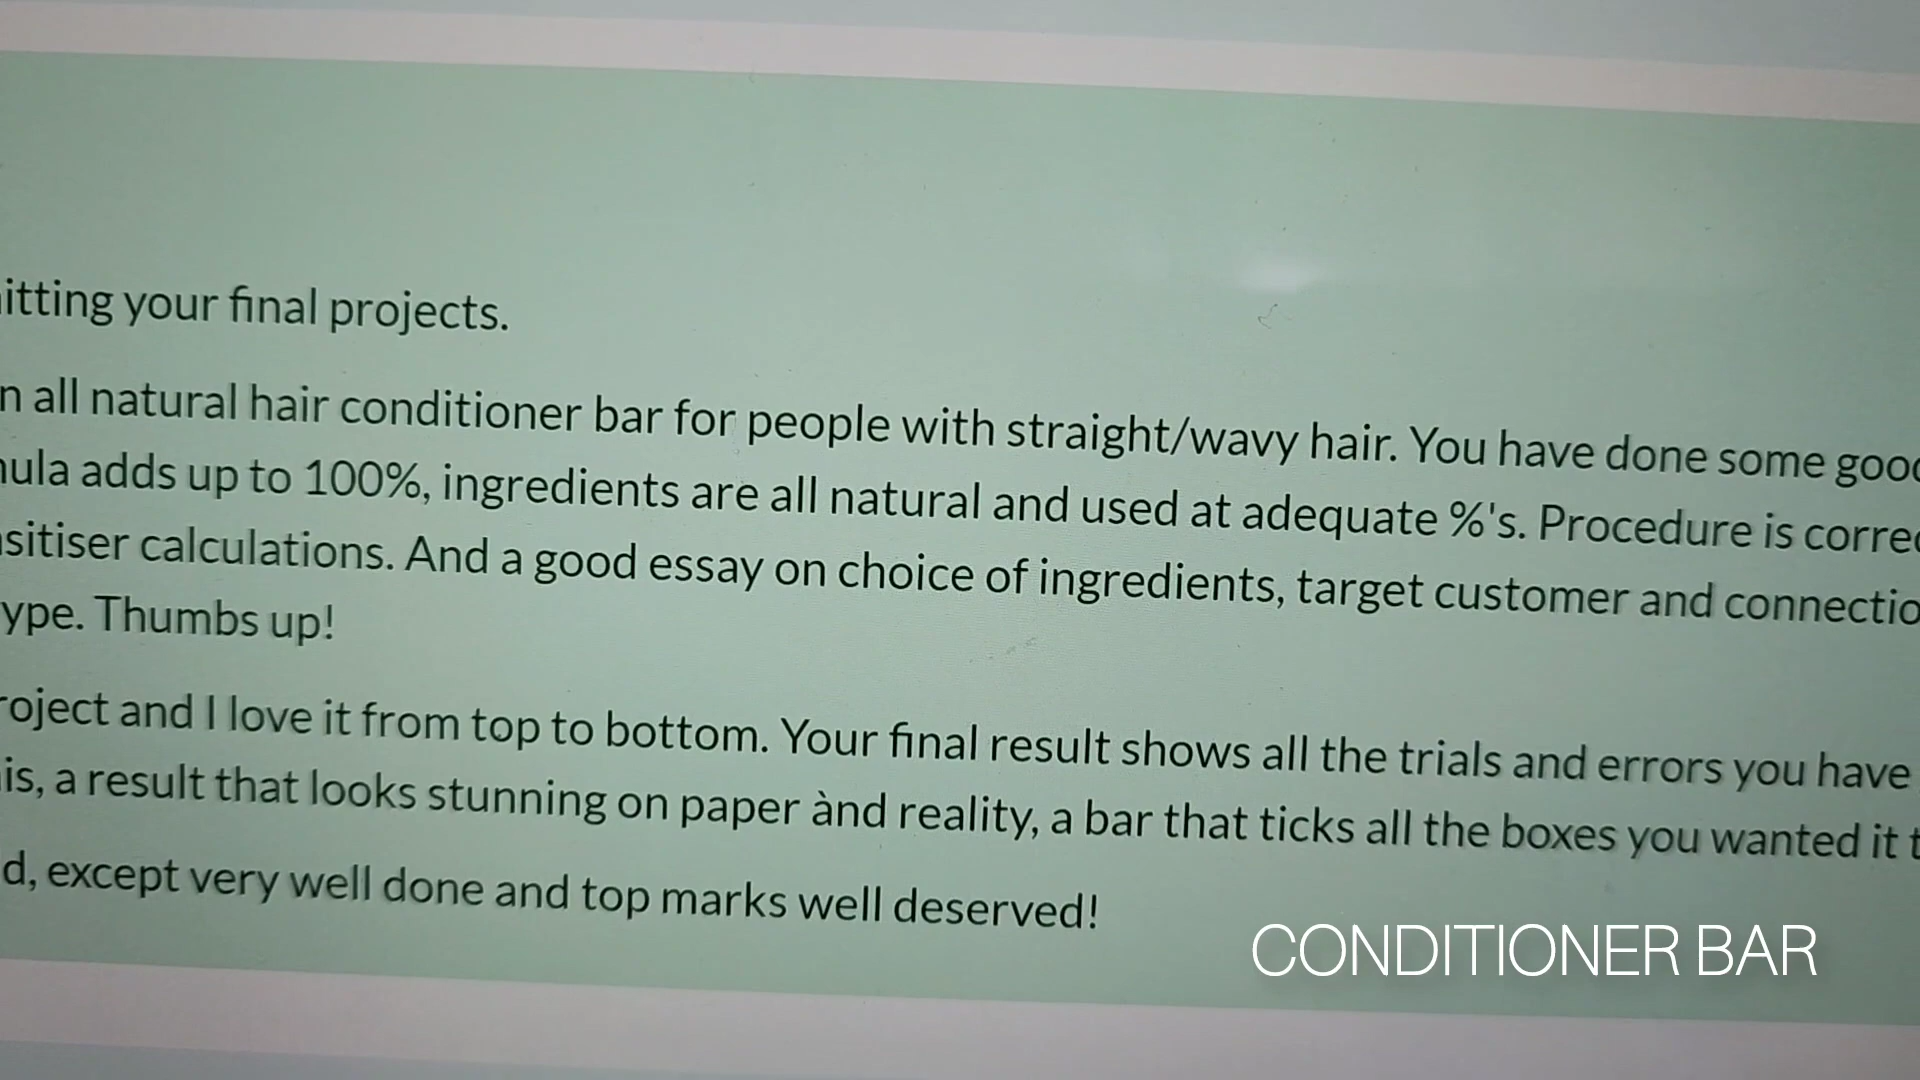 itting your final projects.
n all natural hair conditioner bar for people with straight/wavy hair. You have done some good
ula adds up to 100%, ingredients are all natural and used at adequate %'s. Procedure is correc
sitiser calculations. And a good essay on choice of ingredients, target customer and connectio
ype. Thumbs up!
roject and I love it from top to bottom. Your final result shows all the trials and errors you have
is, a result that looks stunning on paper ànd reality, a bar that ticks all the boxes you wanted it t
d, except very well done and top marks well deserved!
CONDITIONER BAR